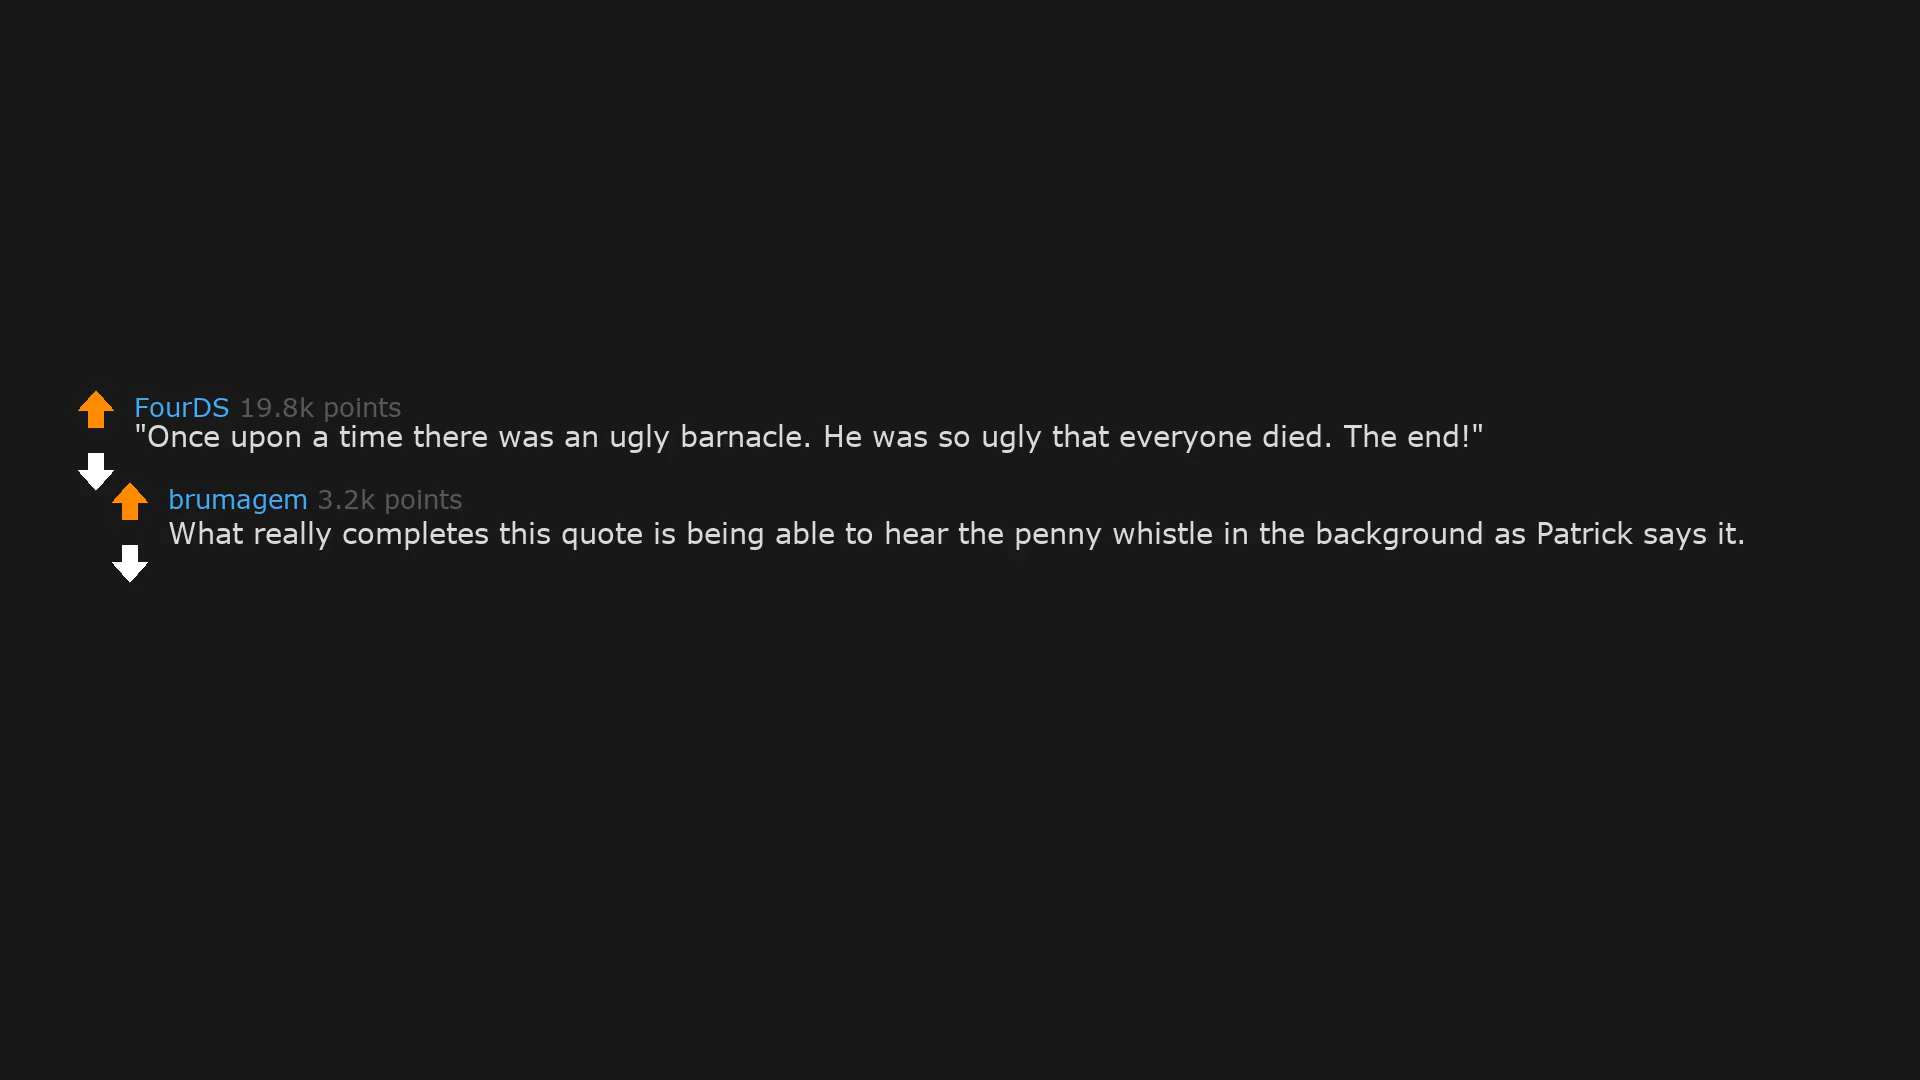 FourDS 19.8k points
"Once upon a time there was an ugly barnacle. He was so ugly that everyone died. The end!"
brumagem 3.2k points
What really completes this quote is being able to hear the penny whistle in the background as Patrick says it.